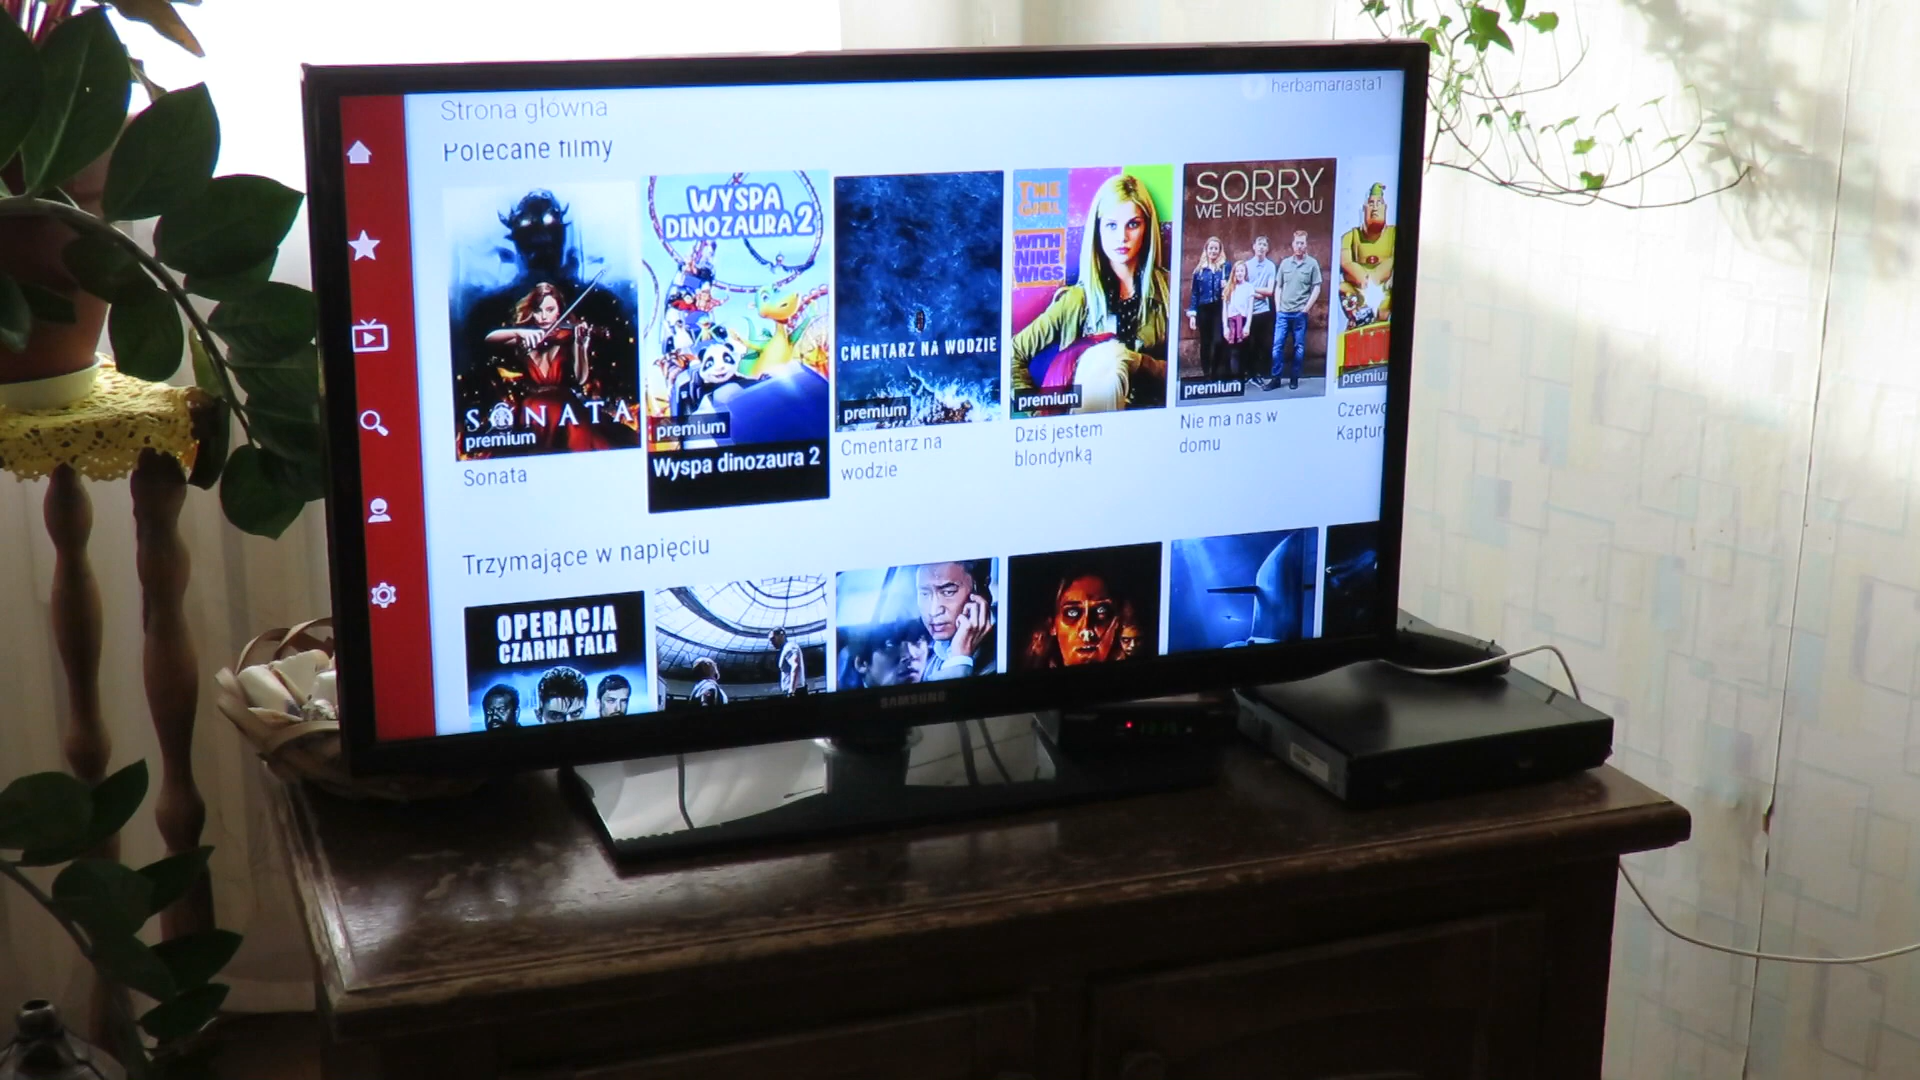 Strona główna
herbamariasta1
Polecane filmy
SONATA
premium
Sonata
WYSPA
DINOZAURA 2
premium
Wyspa dinozaura 2
CMENTARZ NA WODZIE
premium
Cmentarz na
wodzie
THE
GIRL
WITH
NINE
WIGS
premium
Dziś jestem
blondynką
SORRY
WE MISSED YOU
premium
Nie ma nas w
domu
premiu
Czerwo
Kaptur
Trzymające w napięciu
OPERACJA
CZARNA FALA
SAMSUNG